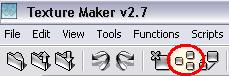 Texture Maker v2.7
File Edit View Tools Functions Scripts